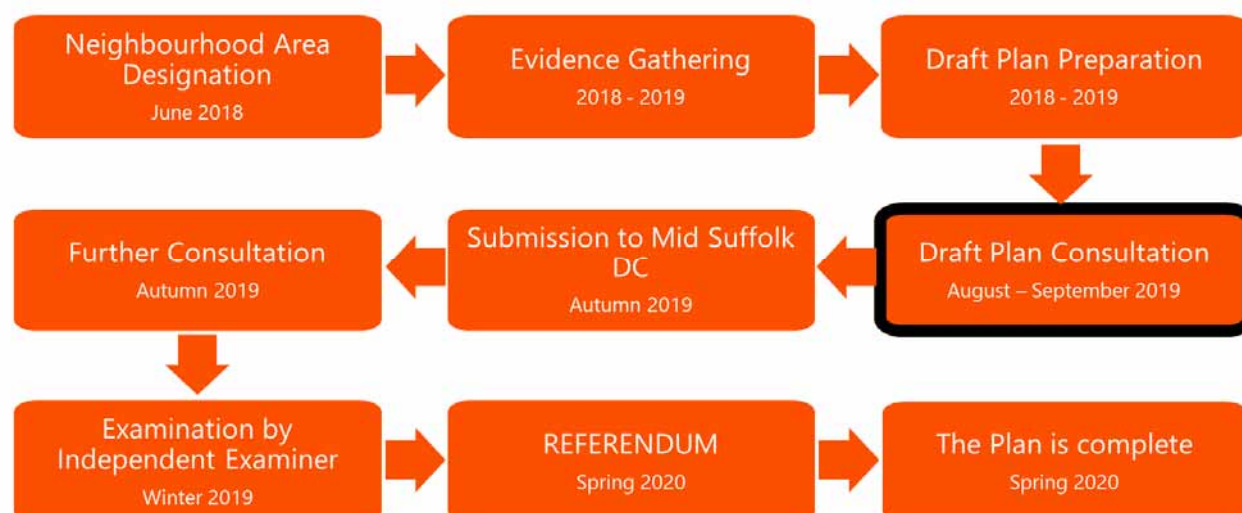 Neighbourhood Area
Designation
June 2018
Evidence Gathering
2018 - 2019
Draft Plan Preparation
2018 - 2019
Draft Plan Consultation
August – September 2019
Submission to Mid Suffolk
DC
Autumn 2019
Further Consultation
Autumn 2019
Examination by
Independent Examiner
Winter 2019
REFERENDUM
Spring 2020
The Plan is complete
Spring 2020